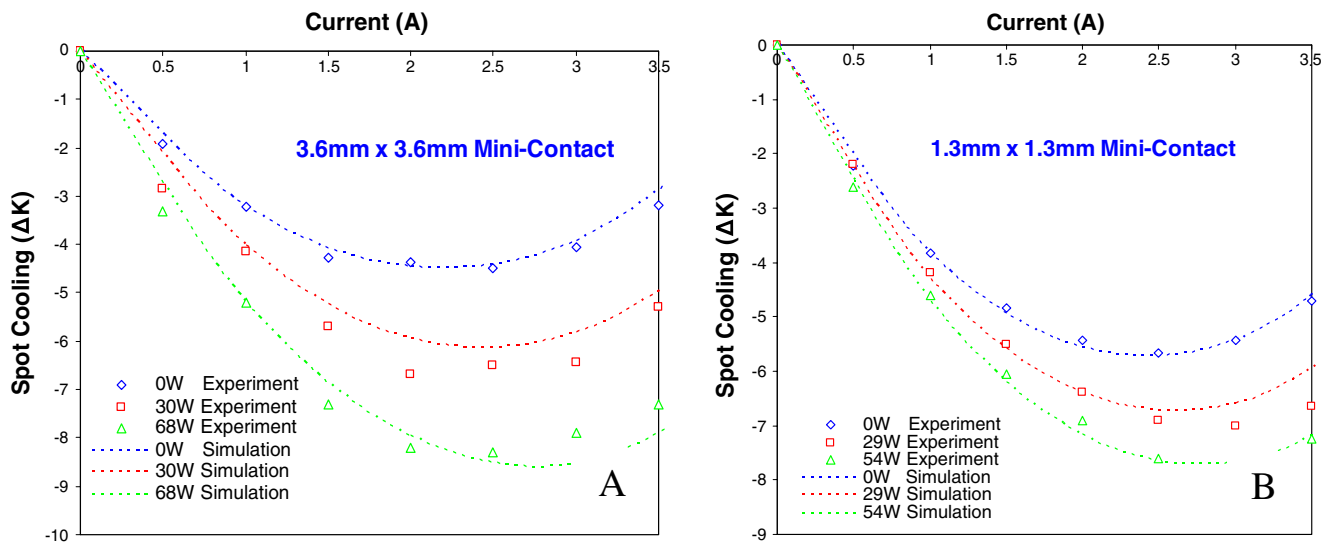 Current (A)
0 0.5 1 1.5 2 2.5 3 3.5
0
-1
-2
-3
-4
-5
-6
-7
-8
-9
-10
Spot Cooling (ΔK)
3.6mm x 3.6mm Mini-Contact
0W Experiment
30W Experiment
68W Experiment
0W Simulation
30W Simulation
68W Simulation
A
Current (A)
0 0.5 1 1.5 2 2.5 3 3.5
0
-1
-2
-3
-4
-5
-6
-7
-8
-9
Spot Cooling (ΔK)
1.3mm x 1.3mm Mini-Contact
0W Experiment
29W Experiment
54W Experiment
0W Simulation
29W Simulation
54W Simulation
B